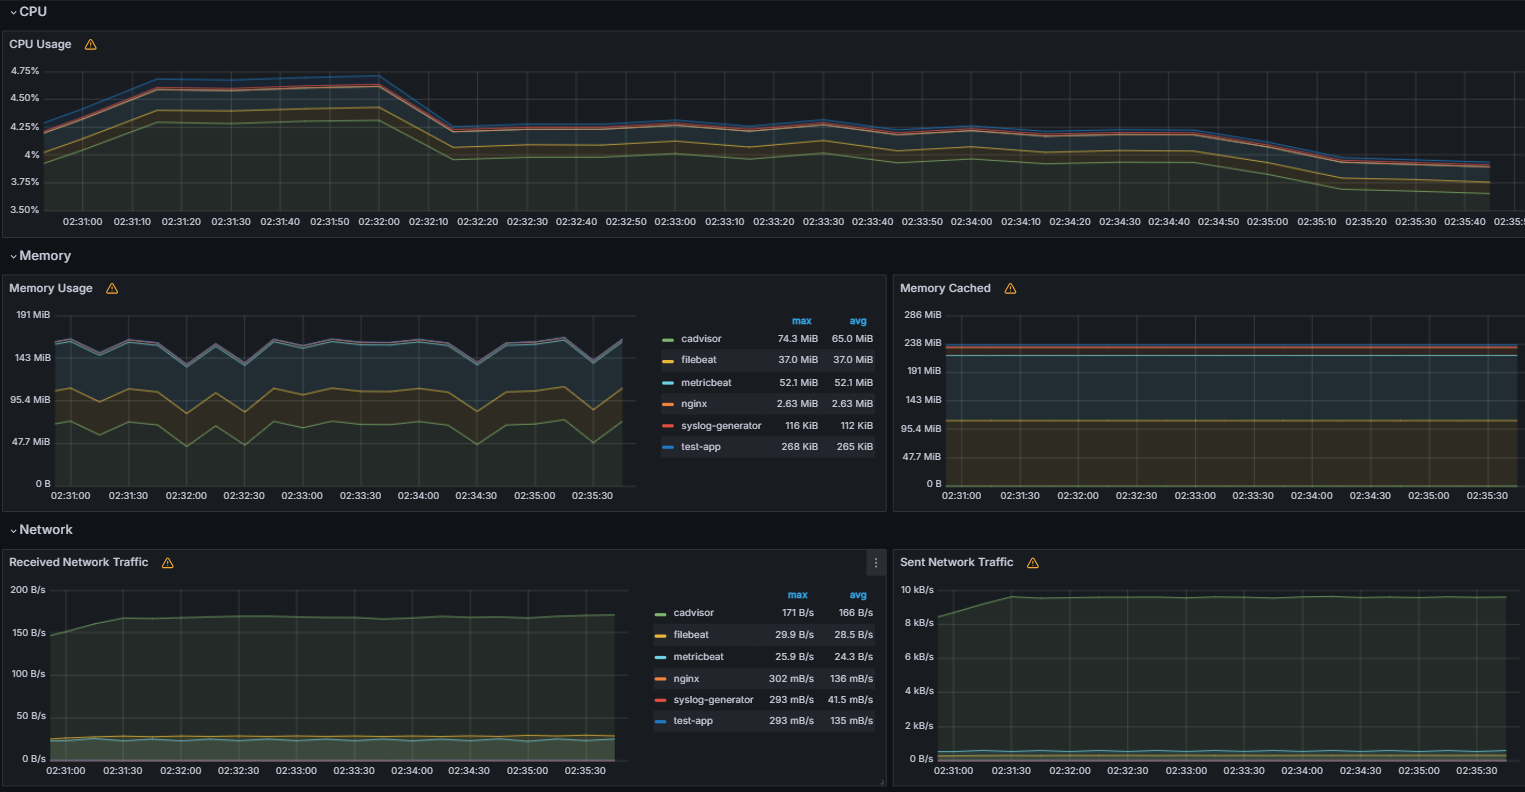 CPU
CPU Usage
4.75%
4.50%
4.25%
4%
3.75%
3.50%
02:31:00 02:31:10 02:31:20 02:31:30 02:31:40 02:31:50 02:32:00 02:32:10 02:32:20 02:32:30 02:32:40 02:32:50 02:33:00 02:33:10 02:33:20 02:33:30 02:33:40 02:33:50 02:34:00 02:34:10 02:34:20 02:34:30 02:34:40 02:34:50 02:35:00 02:35:10 02:35:20 02:35:30 02:35:40 02:35:5
Memory
Memory Usage
191 MiB
143 MiB
95.4 MiB
47.7 MiB
0 B
02:31:00 02:31:30 02:32:00 02:32:30 02:33:00 02:33:30 02:34:00 02:34:30 02:35:00 02:35:30
max avg
cadvisor 74.3 MiB 65.0 MiB
filebeat 37.0 MiB 37.0 MiB
metricbeat 52.1 MiB 52.1 MiB
nginx 2.63 MiB 2.63 MiB
syslog-generator 116 KiB 112 KiB
test-app 268 KiB 265 KiB
Memory Cached
286 MiB
238 MiB
191 MiB
143 MiB
95.4 MiB
47.7 MiB
0 B
02:31:00 02:31:30 02:32:00 02:32:30 02:33:00 02:33:30 02:34:00 02:34:30 02:35:00 02:35:30
Network
Received Network Traffic
200 B/s
150 B/s
100 B/s
50 B/s
0 B/s
02:31:00 02:31:30 02:32:00 02:32:30 02:33:00 02:33:30 02:34:00 02:34:30 02:35:00 02:35:30
max avg
cadvisor 171 B/s 166 B/s
filebeat 29.9 B/s 28.5 B/s
metricbeat 25.9 B/s 24.3 B/s
nginx 302 mB/s 136 mB/s
syslog-generator 293 mB/s 41.5 mB/s
test-app 293 mB/s 135 mB/s
Sent Network Traffic
10 kB/s
8 kB/s
6 kB/s
4 kB/s
2 kB/s
0 B/s
02:31:00 02:31:30 02:32:00 02:32:30 02:33:00 02:33:30 02:34:00 02:34:30 02:35:00 02:35:30